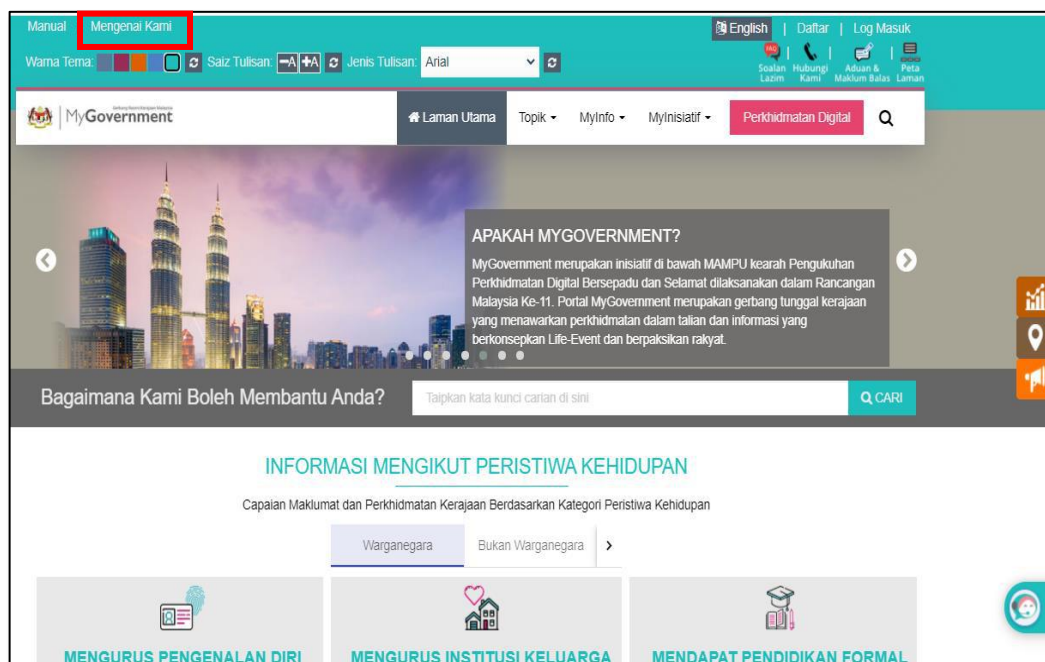 Manual Mengenai Kami
English | Daftar | Log Masuk
Warna Tema: Saiz Tulisan: -A +A Jenis Tulisan: Arial
FAQ
Soalan Lazim
Hubungi Kami
Aduan & Maklum Balas
Peta Laman
MyGovernment
Laman Utama Topik MyInfo MyInisiatif Perkhidmatan Digital
APAKAH MYGOVERNMENT?
MyGovernment merupakan inisiatif di bawah MAMPU kearah Pengukuhan
Perkhidmatan Digital Bersepadu dan Selamat dilaksanakan dalam Rancangan
Malaysia Ke-11. Portal MyGovernment merupakan gerbang tunggal kerajaan
yang menawarkan perkhidmatan dalam talian dan informasi yang
berkonsepkan Life-Event dan berpaksikan rakyat.
Bagaimana Kami Boleh Membantu Anda? Taipkan kata kunci carian di sini CARI
INFORMASI MENGIKUT PERISTIWA KEHIDUPAN
Capaian Maklumat dan Perkhidmatan Kerajaan Berdasarkan Kategori Peristiwa Kehidupan
Warganegara Bukan Warganegara
MENGURUS PENGENALAN DIRI MENGURUS INSTITUSI KELUARGA MENDAPAT PENDIDIKAN FORMAL